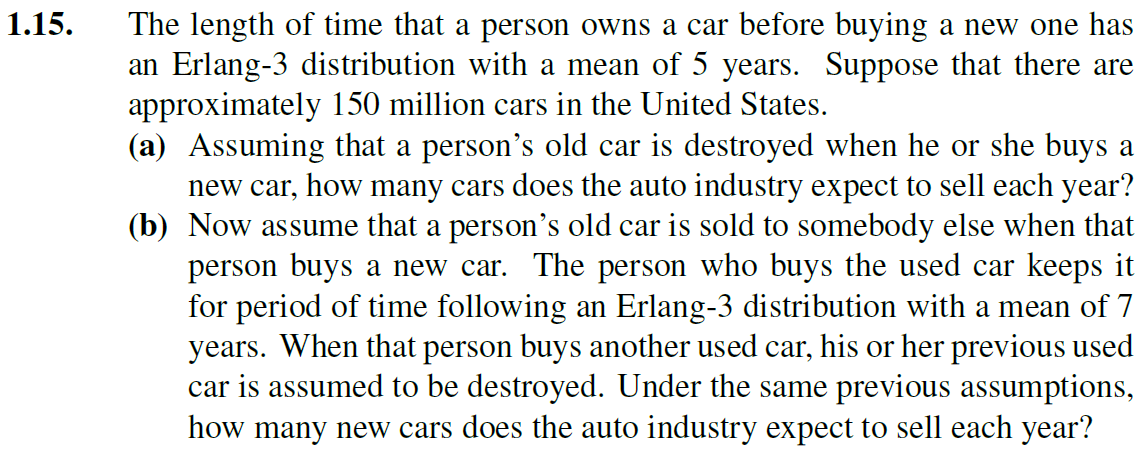 1.15. The length of time that a person owns a car before buying a new one has
an Erlang-3 distribution with a mean of 5 years. Suppose that there are
approximately 150 million cars in the United States.
(a) Assuming that a person's old car is destroyed when he or she buys a
new car, how many cars does the auto industry expect to sell each year?
(b) Now assume that a person's old car is sold to somebody else when that
person buys a new car. The person who buys the used car keeps it
for period of time following an Erlang-3 distribution with a mean of 7
years. When that person buys another used car, his or her previous used
car is assumed to be destroyed. Under the same previous assumptions,
how many new cars does the auto industry expect to sell each year?